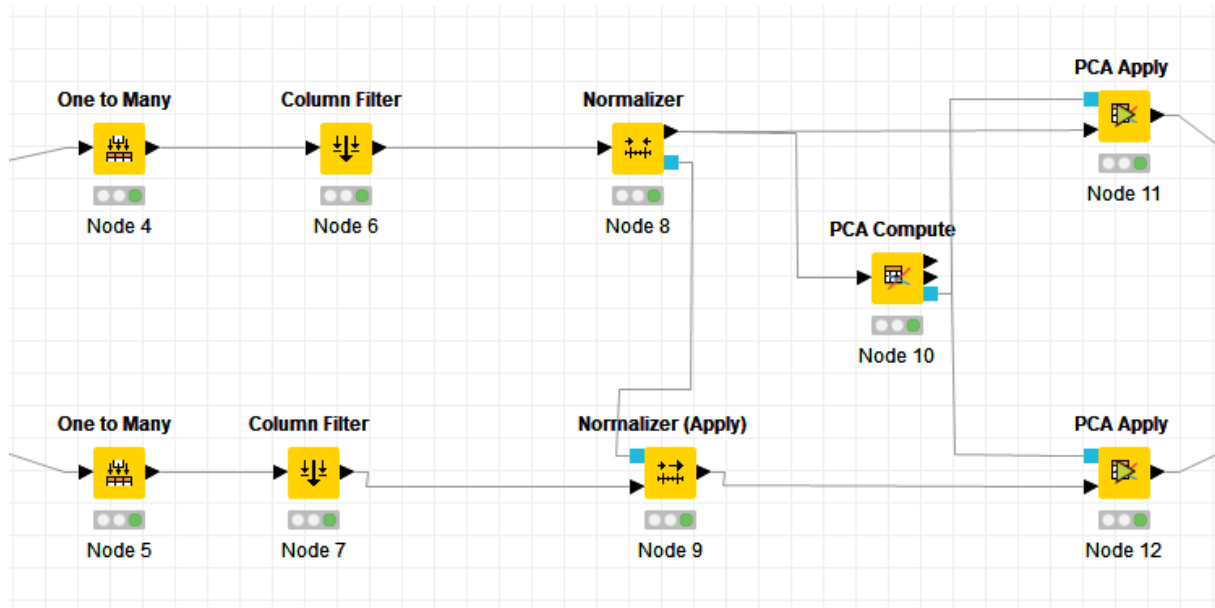 PCA Apply
One to Many
Column Filter
Normalizer
Node 11
Node 4
Node 6
Node 8
PCA Compute
Node 10
One to Many
Column Filter
Normalizer (Apply)
PCA Apply
Node 5
Node 7
Node 9
Node 12